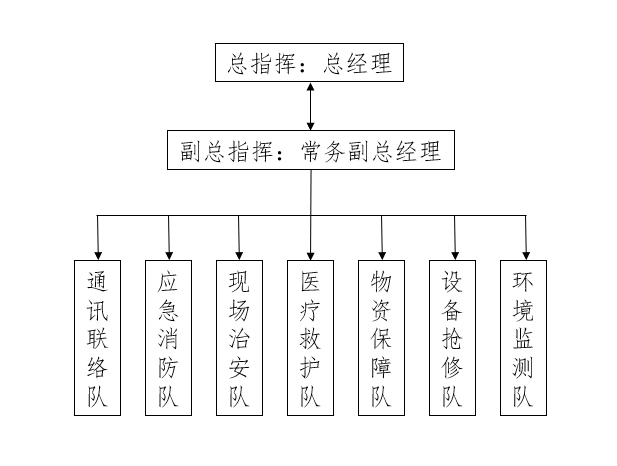 总指挥：总经理
副总指挥：常务副总经理
通讯联络队
应急消防队
现场治安队
医疗救护队
物资保障队
设备抢修队
环境监测队